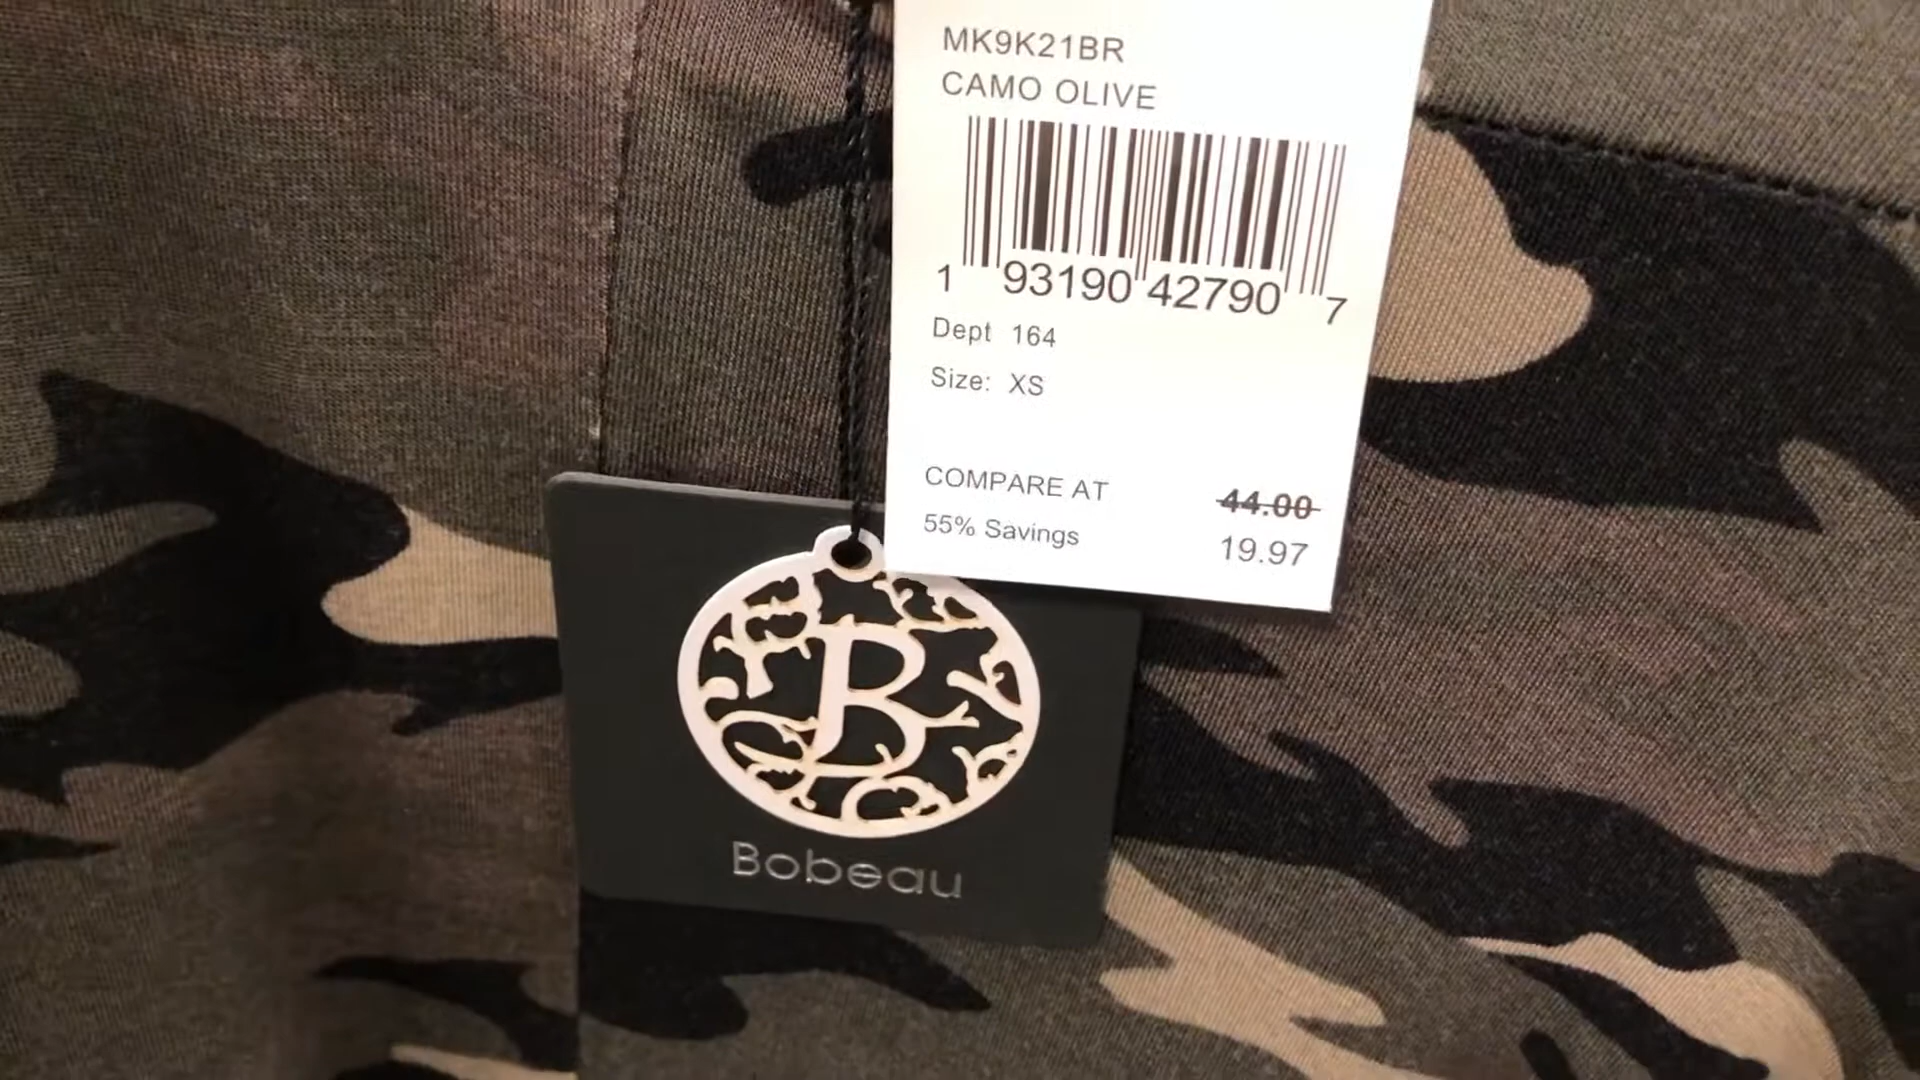 MK9K21BR
CAMO OLIVE
1 93190 42790 7
Dept 164
Size: XS
COMPARE AT 44.00
55% Savings 19.97
B
Bobeau